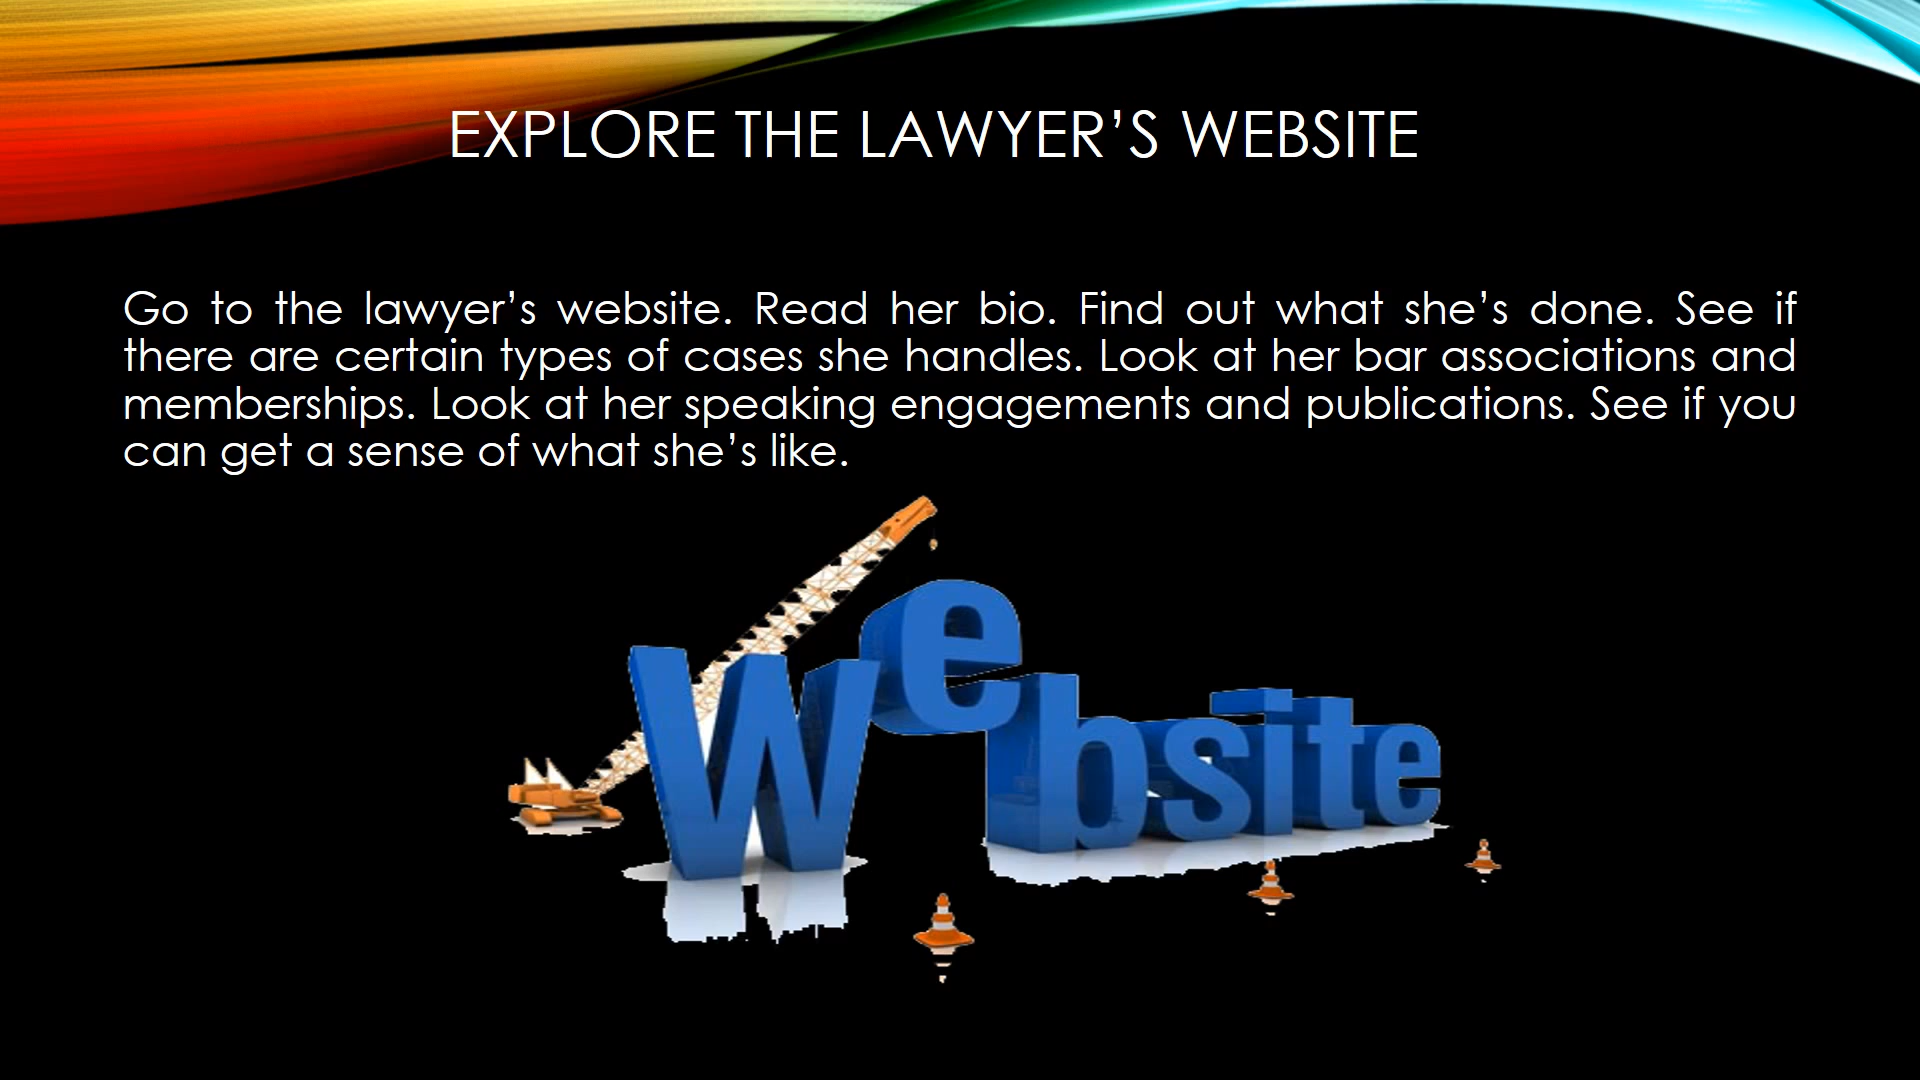 EXPLORE THE LAWYER’S WEBSITE
Go to the lawyer’s website. Read her bio. Find out what she’s done. See if
there are certain types of cases she handles. Look at her bar associations and
memberships. Look at her speaking engagements and publications. See if you
can get a sense of what she’s like.
Website